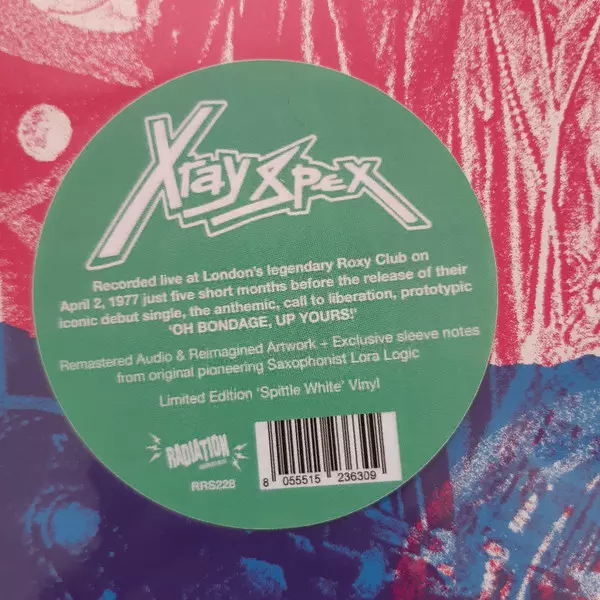 Xray Spex
Recorded live at London's legendary Roxy Club on
April 2, 1977 just five short months before the release of their
iconic debut single, the anthemic, call to liberation, prototypic
'OH BONDAGE, UP YOURS!'
Remastered Audio & Reimagined Artwork + Exclusive sleeve notes
from original pioneering Saxophonist Lora Logic
Limited Edition 'Spittle White' Vinyl
RADIATION
RRS228
8 055515 236309